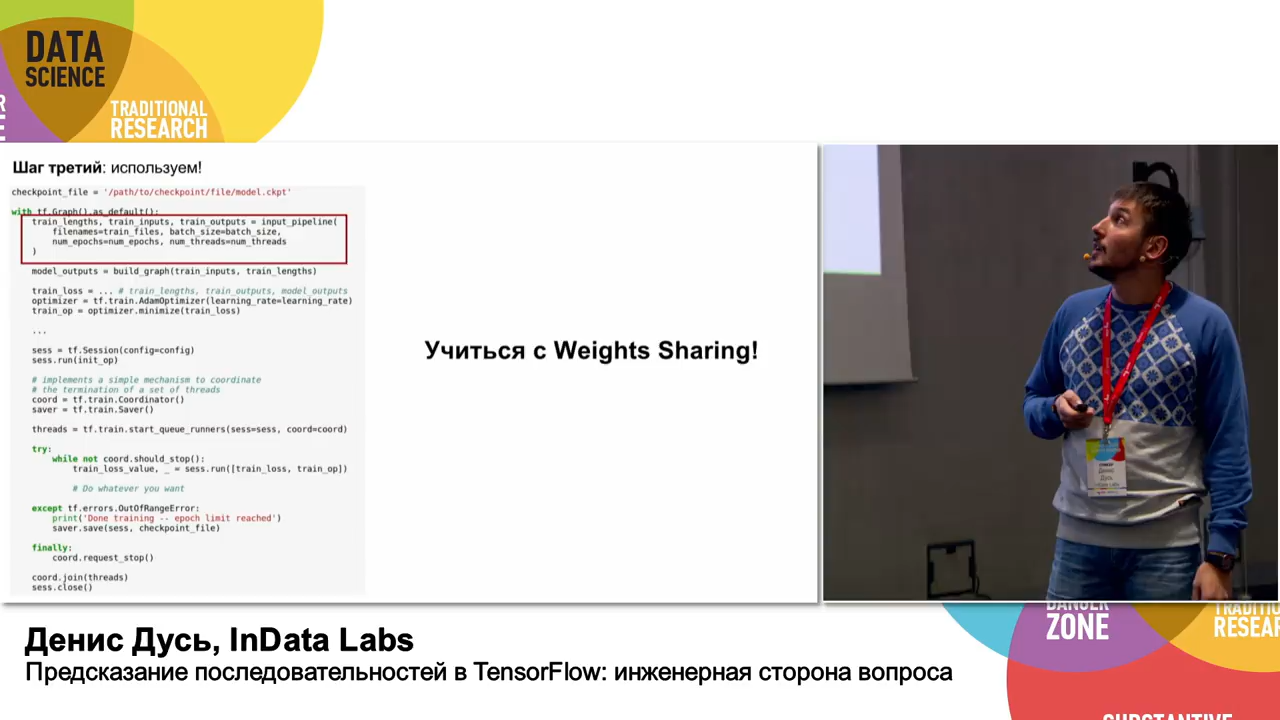 DATA
SCIENCE
TRADITIONAL
RESEARCH
Шаг третий: используем!
checkpoint_file = '/path/to/checkpoint/file/model.ckpt'
with tf.Graph().as_default():
train_lengths, train_inputs, train_outputs = input_pipeline(
filenames=train_files, batch_size=batch_size,
num_epochs=num_epochs, num_threads=num_threads
)
model_outputs = build_graph(train_inputs, train_lengths)
train_loss = ... # train_lengths, train_outputs, model_outputs
optimizer = tf.train.AdamOptimizer(learning_rate=learning_rate)
train_op = optimizer.minimize(train_loss)
...
sess = tf.Session(config=config)
sess.run(init_op)
# implements a simple mechanism to coordinate
# the termination of a set of threads
coord = tf.train.Coordinator()
saver = tf.train.Saver()
threads = tf.train.start_queue_runners(sess=sess, coord=coord)
try:
while not coord.should_stop():
train_loss_value, _ = sess.run([train_loss, train_op])
# Do whatever you want
except tf.errors.OutOfRangeError:
print('Done training -- epoch limit reached')
saver.save(sess, checkpoint_file)
finally:
coord.request_stop()
coord.join(threads)
sess.close()
Учиться с Weights Sharing!
Денис
Дусь
DANGER
ZONE
TRADITI
RESEAR
SUBSTANTIVE
Денис Дусь, InData Labs
Предсказание последовательностей в TensorFlow: инженерная сторона вопроса